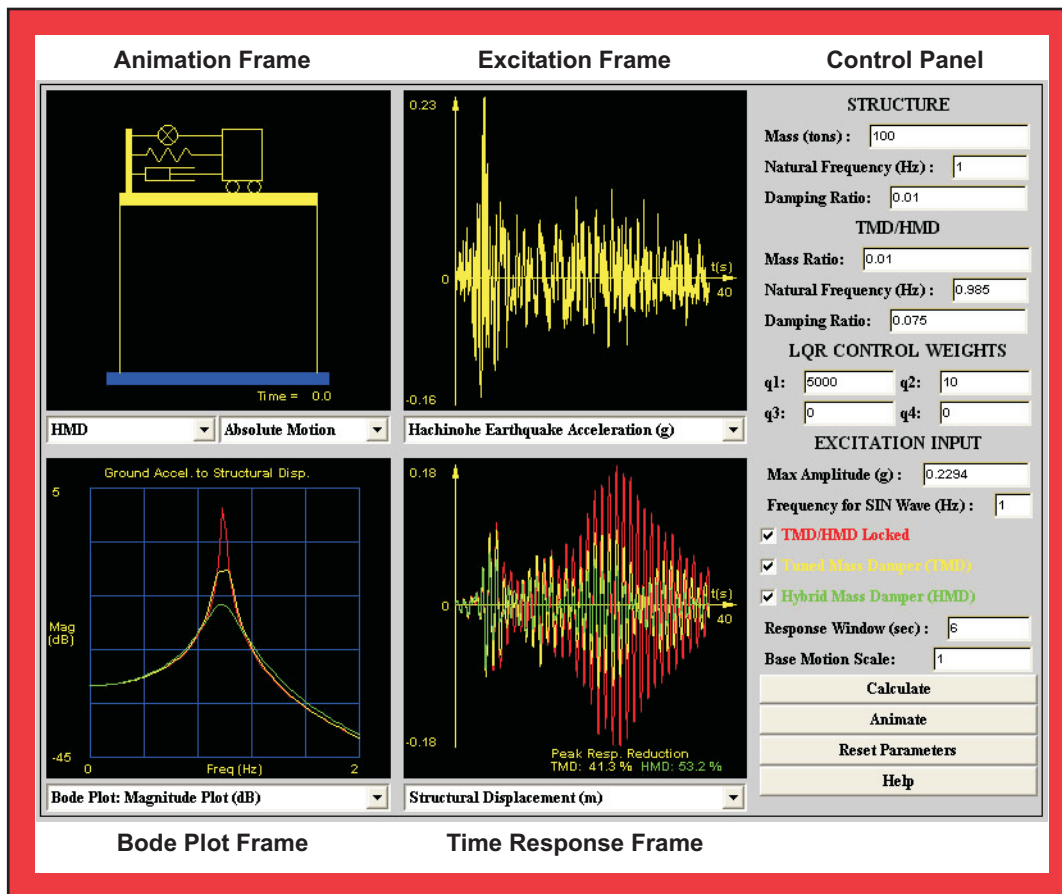 Animation Frame
Excitation Frame
Control Panel
Time = 0.0
HMD
Absolute Motion
0.23
0
-0.16
t(s)
40
Hachinohe Earthquake Acceleration (g)
STRUCTURE
Mass (tons) : 100
Natural Frequency (Hz) : 1
Damping Ratio: 0.01
TMD/HMD
Mass Ratio: 0.01
Natural Frequency (Hz) : 0.985
Damping Ratio: 0.075
LQR CONTROL WEIGHTS
q1: 5000 q2: 10
q3: 0 q4: 0
EXCITATION INPUT
Max Amplitude (g) : 0.2294
Frequency for SIN Wave (Hz) : 1
TMD/HMD Locked
Tuned Mass Damper (TMD)
Hybrid Mass Damper (HMD)
Response Window (sec) : 6
Base Motion Scale: 1
Calculate
Animate
Reset Parameters
Help
Ground Accel. to Structural Disp.
5
Mag
(dB)
-45
0
Freq (Hz)
2
Bode Plot: Magnitude Plot (dB)
0.18
0
-0.18
t(s)
40
Peak Resp. Reduction
TMD: 41.3 % HMD: 53.2 %
Structural Displacement (m)
Bode Plot Frame
Time Response Frame